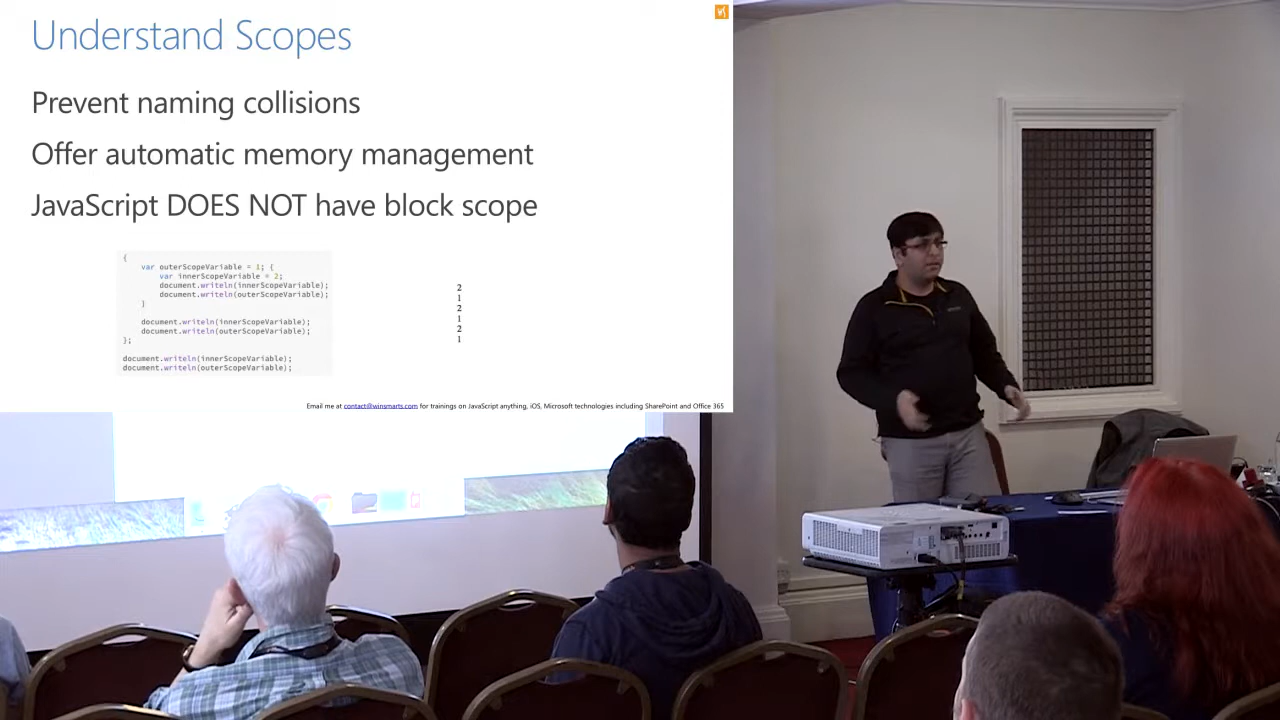 Understand Scopes
Prevent naming collisions
Offer automatic memory management
JavaScript DOES NOT have block scope
{
var outerScopeVariable = 1; {
var innerScopeVariable = 2;
document.writeln(innerScopeVariable);
document.writeln(outerScopeVariable);
}
document.writeln(innerScopeVariable);
document.writeln(outerScopeVariable);
};
document.writeln(innerScopeVariable);
document.writeln(outerScopeVariable);
2
1
2
1
2
1
Email me at contact@winsmarts.com for trainings on JavaScript anything, iOS, Microsoft technologies including SharePoint and Office 365